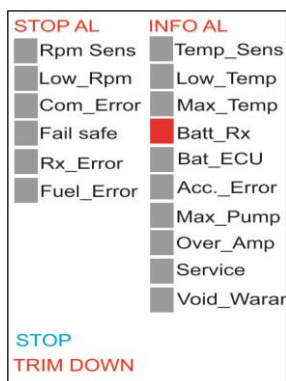 STOP AL
Rpm Sens
Low_Rpm
Com_Error
Fail safe
Rx_Error
Fuel_Error
INFO AL
Temp_Sens
Low_Temp
Max_Temp
Batt_Rx
Bat_ECU
Acc._Error
Max_Pump
Over_Amp
Service
Void_Waran
STOP
TRIM DOWN